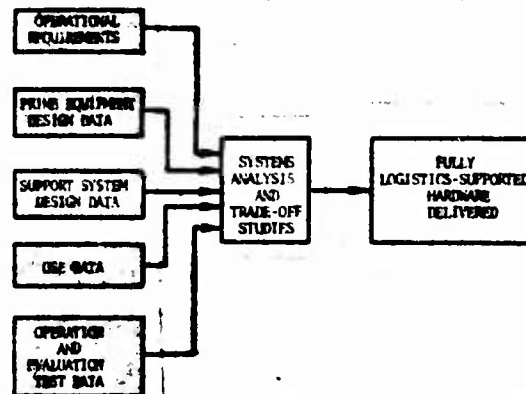 OPERATIONAL
REQUIREMENTS
PRIME EQUIPMENT
DESIGN DATA
SUPPORT SYSTEM
DESIGN DATA
USE DATA
OPERATION
AND
EVALUATION
TEST DATA
SYSTEMS
ANALYSIS
AND
TRADE-OFF
STUDIES
FULLY
LOGISTICS-SUPPORTED
HARDWARE
DELIVERED